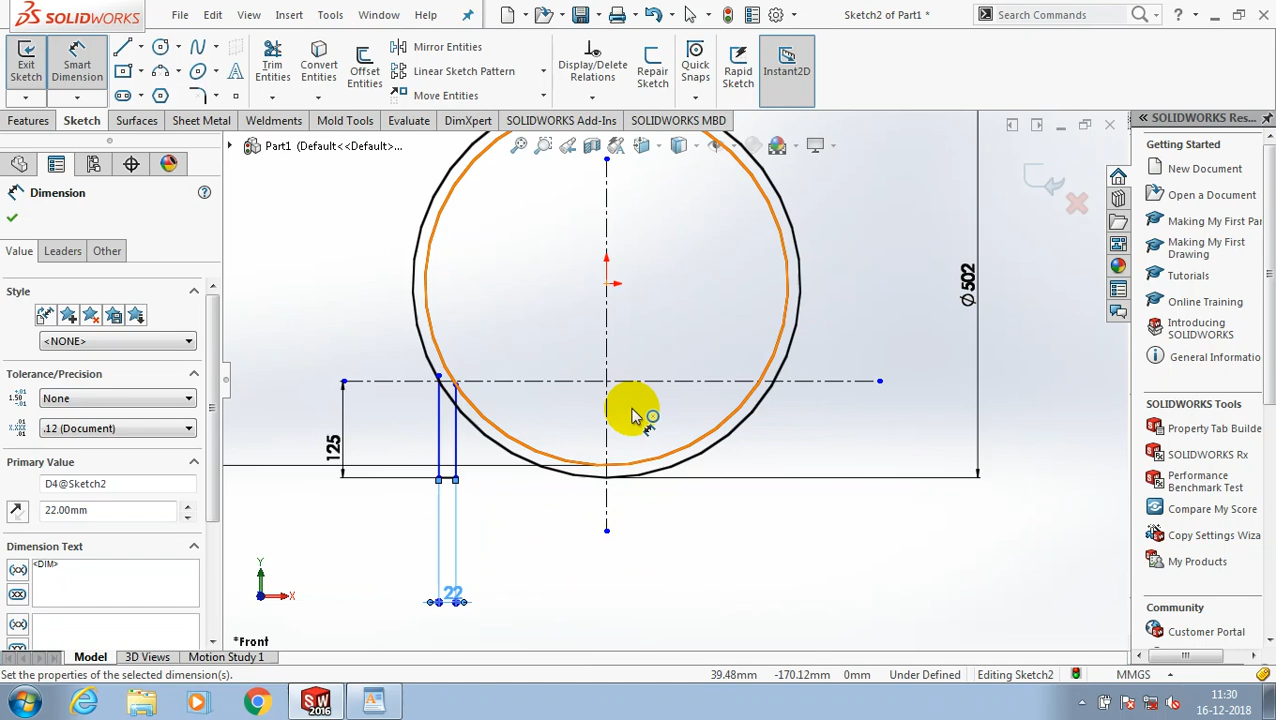 SOLIDWORKS
File Edit View Insert Tools Window Help
Sketch2 of Part1 *
Search Commands
?
Exit Sketch
Smart Dimension
Trim Entities
Convert Entities
Offset Entities
Mirror Entities
Linear Sketch Pattern
Move Entities
Display/Delete Relations
Repair Sketch
Quick Snaps
Rapid Sketch
Instant2D
Features Sketch Surfaces Sheet Metal Weldments Mold Tools Evaluate DimXpert SOLIDWORKS Add-Ins SOLIDWORKS MBD
Part1 (Default<<Default>...
Dimension
Value Leaders Other
Style
<NONE>
Tolerance/Precision
None
.12 (Document)
Primary Value
D4@Sketch2
22.00mm
Dimension Text
<DIM>
125
22
Ø502
Y
X
*Front
SOLIDWORKS Res...
Getting Started
New Document
Open a Document
Making My First Par
Making My First
Drawing
Tutorials
Online Training
Introducing
SOLIDWORKS
General Informatio
SOLIDWORKS Tools
Property Tab Builde
SOLIDWORKS Rx
Performance
Benchmark Test
Compare My Score
Copy Settings Wiza
My Products
Community
Customer Portal
Model 3D Views Motion Study 1
Set the properties of the selected dimension(s).
39.48mm -170.12mm 0mm Under Defined Editing Sketch2 MMGS
SW 2016
11:30
16-12-2018